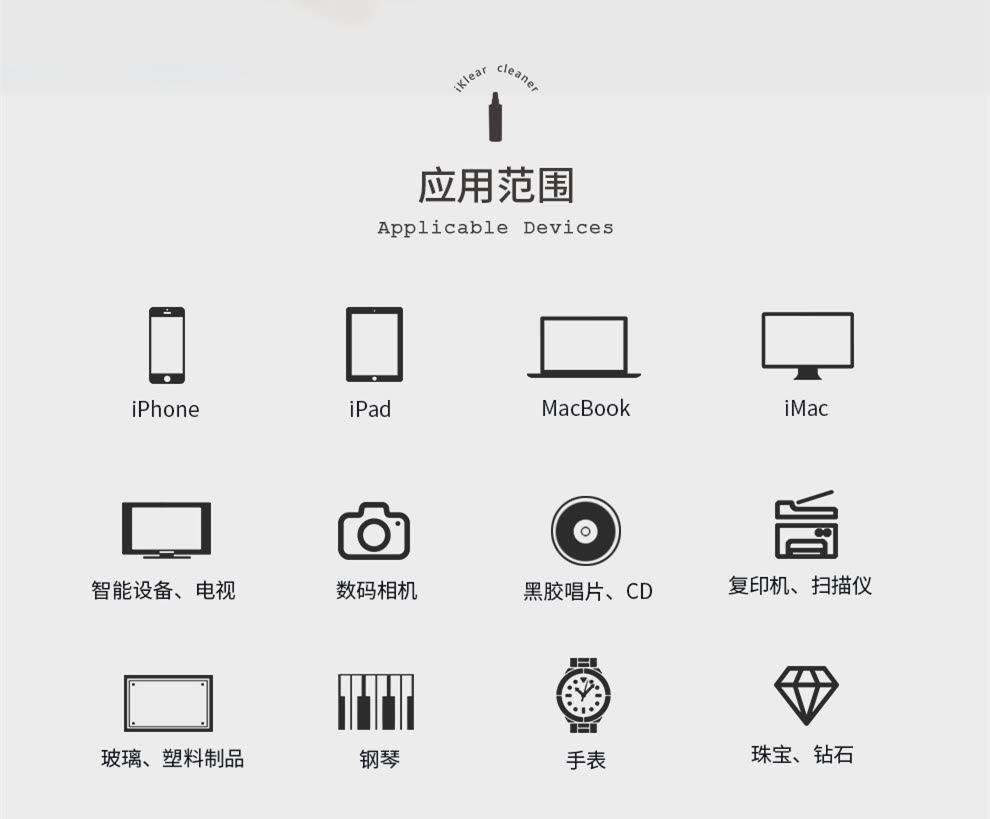 iKlear cleaner
应用范围
Applicable Devices
iPhone
iPad
MacBook
iMac
智能设备、电视
数码相机
黑胶唱片、CD
复印机、扫描仪
玻璃、塑料制品
钢琴
手表
珠宝、钻石